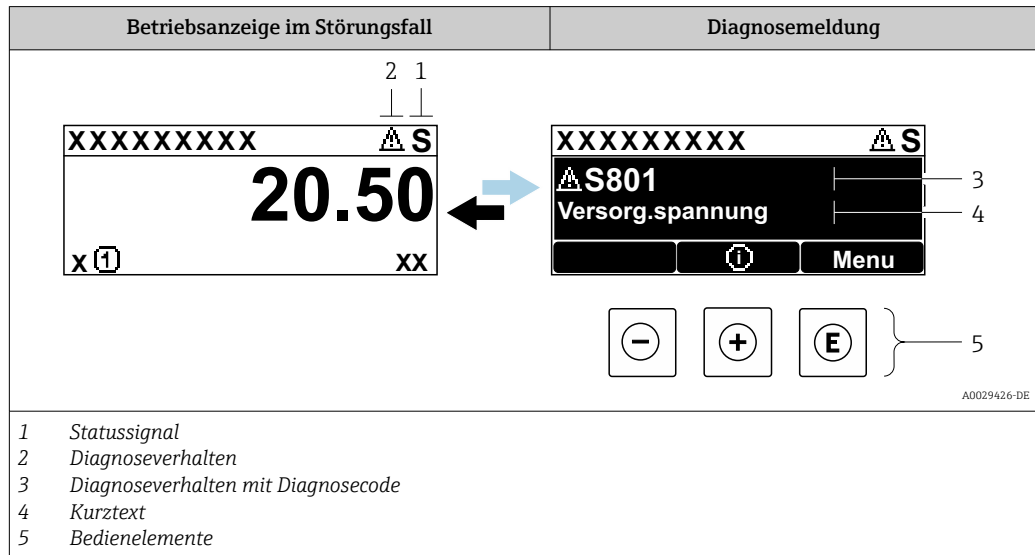 Betriebsanzeige im Störungsfall
Diagnosemeldung
2 1
XXXXXXXXX ⚠ S
20.50
X ① XX
XXXXXXXXX ⚠ S
⚠S801
Versorg.spannung
ⓘ Menu
3
4
− + E
5
A0029426-DE
1 Statussignal
2 Diagnoseverhalten
3 Diagnoseverhalten mit Diagnosecode
4 Kurztext
5 Bedienelemente